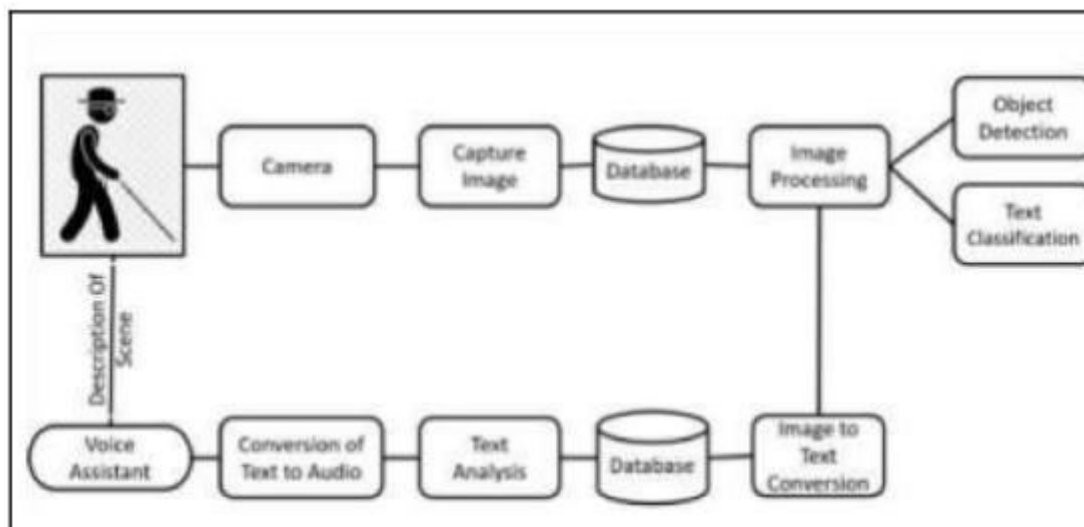 Object
Detection
Camera
Capture
Image
Database
Image
Processing
Text
Classification
Description Of
Scene
Voice
Assistant
Conversion of
Text to Audio
Text
Analysis
Database
Image to
Text
Conversion